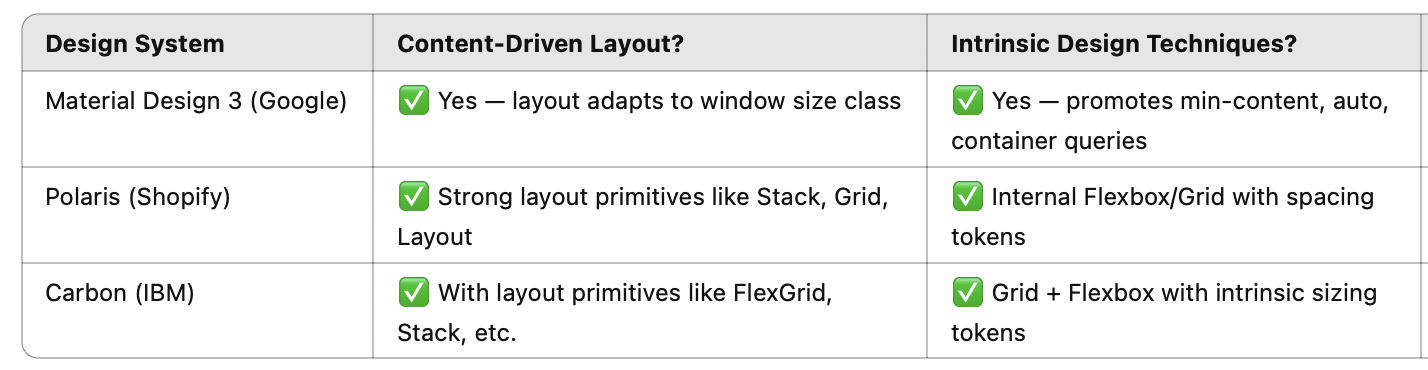 Design System
Content-Driven Layout?
Intrinsic Design Techniques?
Material Design 3 (Google)
✅ Yes — layout adapts to window size class
✅ Yes — promotes min-content, auto,
container queries
Polaris (Shopify)
✅ Strong layout primitives like Stack, Grid,
Layout
✅ Internal Flexbox/Grid with spacing
tokens
Carbon (IBM)
✅ With layout primitives like FlexGrid,
Stack, etc.
✅ Grid + Flexbox with intrinsic sizing
tokens